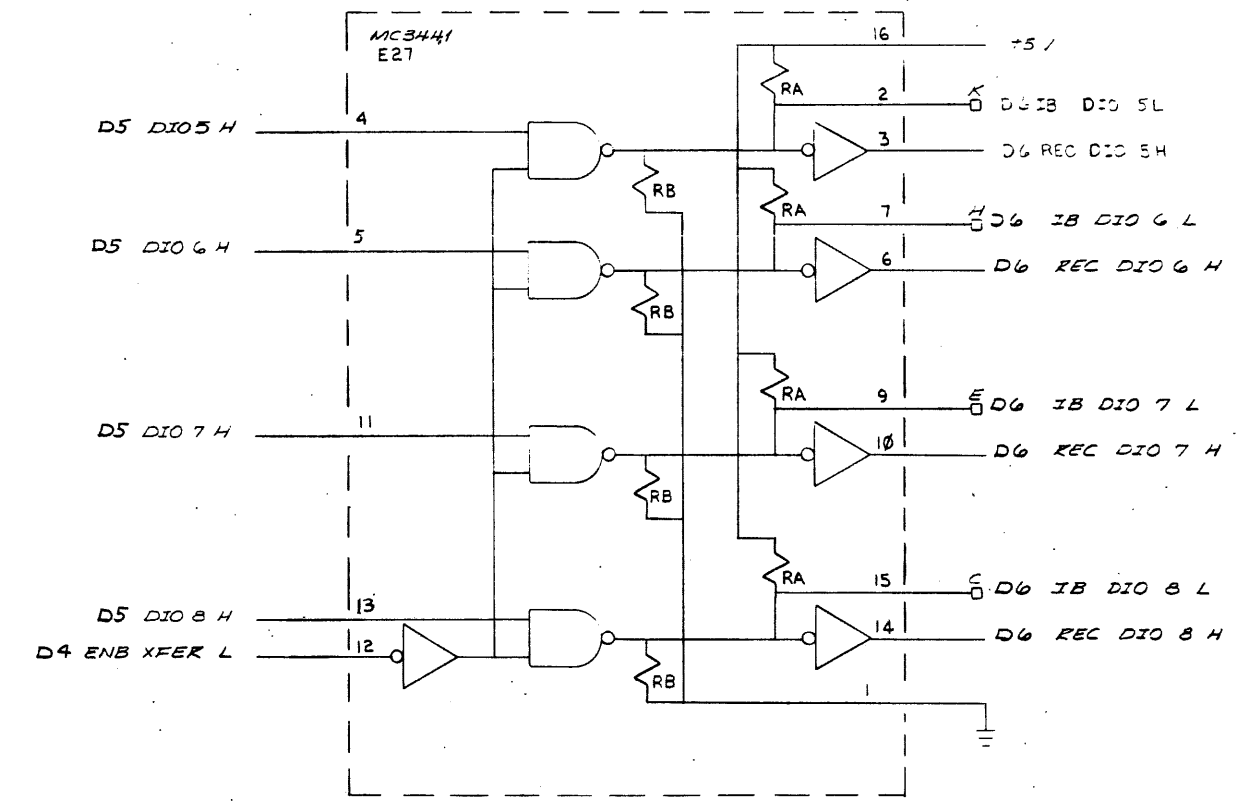 MC3441
E27
16
+5
RA
2 K IB DIO 5L
D5 DIO5 H 4
3 D6 REC DIO 5H
RB
RA
7 H D6 IB DIO 6 L
D5 DIO 6 H 5
6 D6 REC DIO 6 H
RB
RA
9 E D6 IB DIO 7 L
D5 DIO 7 H 11
10 D6 REC DIO 7 H
RB
RA
15 C D6 IB DIO 8 L
D5 DIO 8 H 13
14 D6 REC DIO 8 H
D4 ENB XFER L 12
RB
1